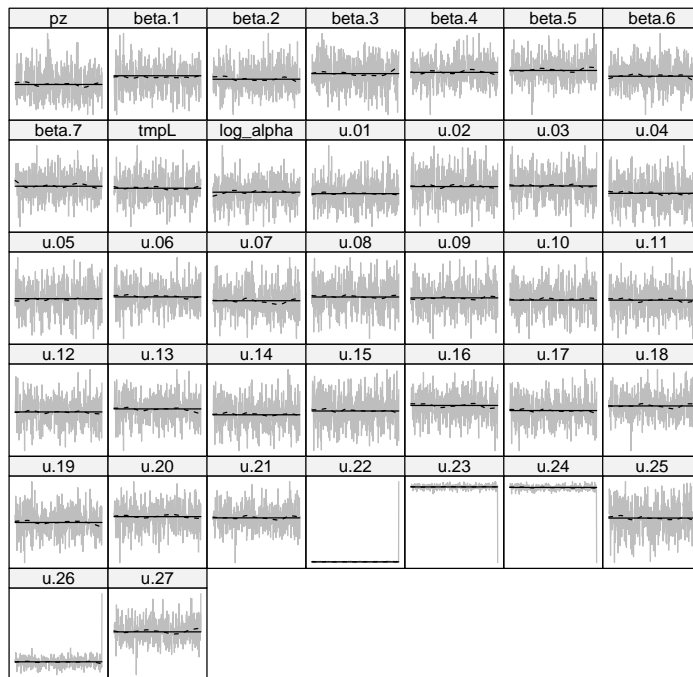 pz beta.1 beta.2 beta.3 beta.4 beta.5 beta.6
beta.7 tmpL log_alpha u.01 u.02 u.03 u.04
u.05 u.06 u.07 u.08 u.09 u.10 u.11
u.12 u.13 u.14 u.15 u.16 u.17 u.18
u.19 u.20 u.21 u.22 u.23 u.24 u.25
u.26 u.27